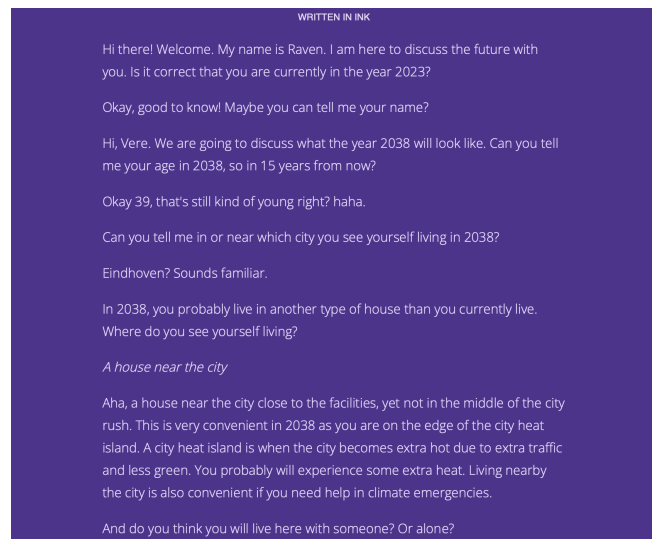 WRITTEN IN INK
Hi there! Welcome. My name is Raven. I am here to discuss the future with
you. Is it correct that you are currently in the year 2023?
Okay, good to know! Maybe you can tell me your name?
Hi, Vere. We are going to discuss what the year 2038 will look like. Can you tell
me your age in 2038, so in 15 years from now?
Okay 39, that's still kind of young right? haha.
Can you tell me in or near which city you see yourself living in 2038?
Eindhoven? Sounds familiar.
In 2038, you probably live in another type of house than you currently live.
Where do you see yourself living?
A house near the city
Aha, a house near the city close to the facilities, yet not in the middle of the city
rush. This is very convenient in 2038 as you are on the edge of the city heat
island. A city heat island is when the city becomes extra hot due to extra traffic
and less green. You probably will experience some extra heat. Living nearby
the city is also convenient if you need help in climate emergencies.
And do you think you will live here with someone? Or alone?